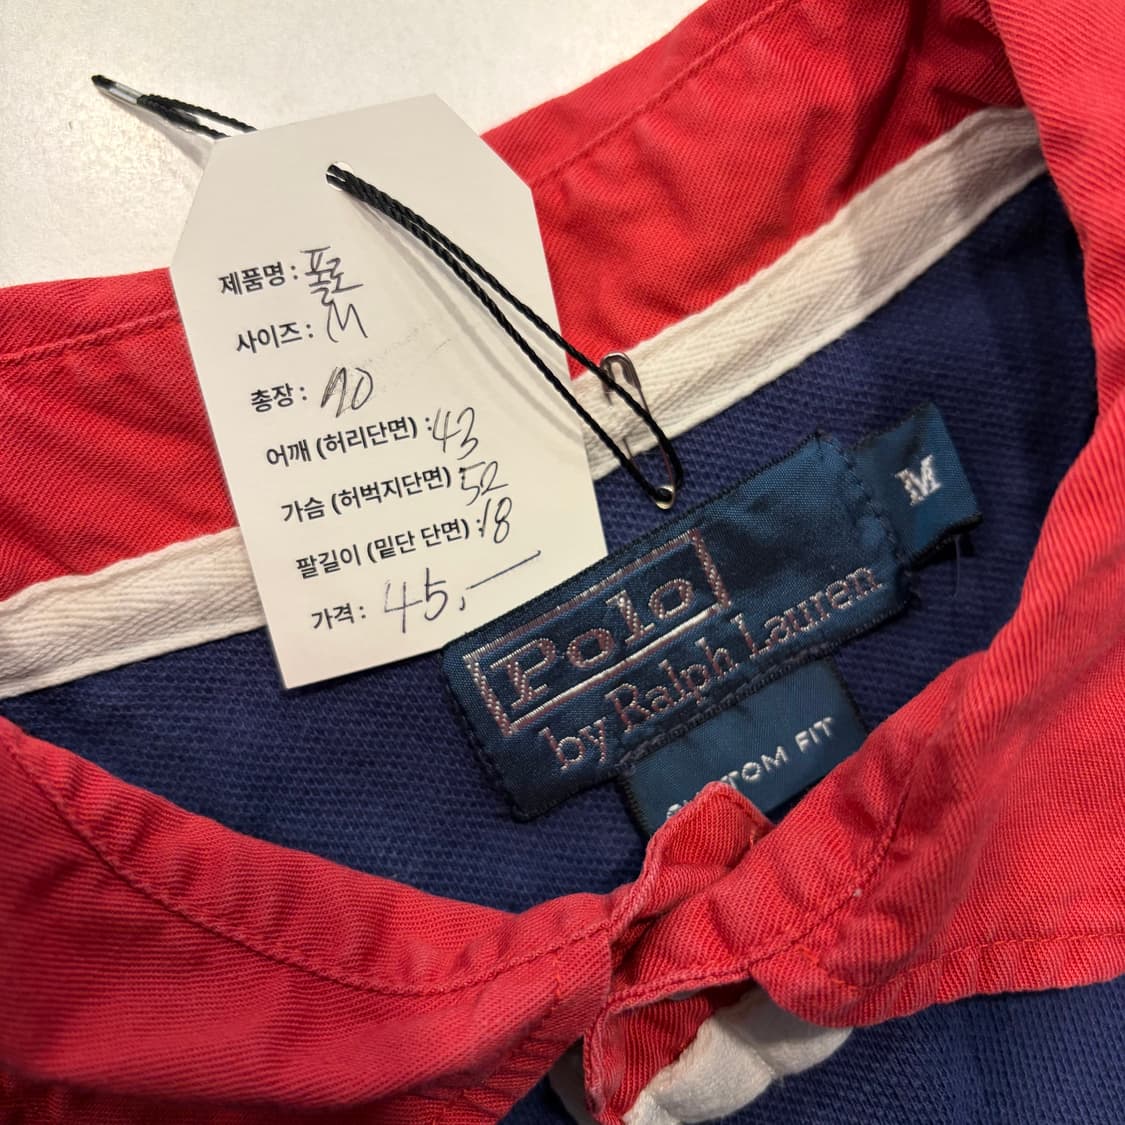 제품명 : 폴로
사이즈 : M
총장 : 70
어깨 (허리단면) : 43
가슴 (허벅지단면) 52
팔길이 (밑단 단면) : 18
가격 : 45,—
M
Polo
by Ralph Lauren
FIT